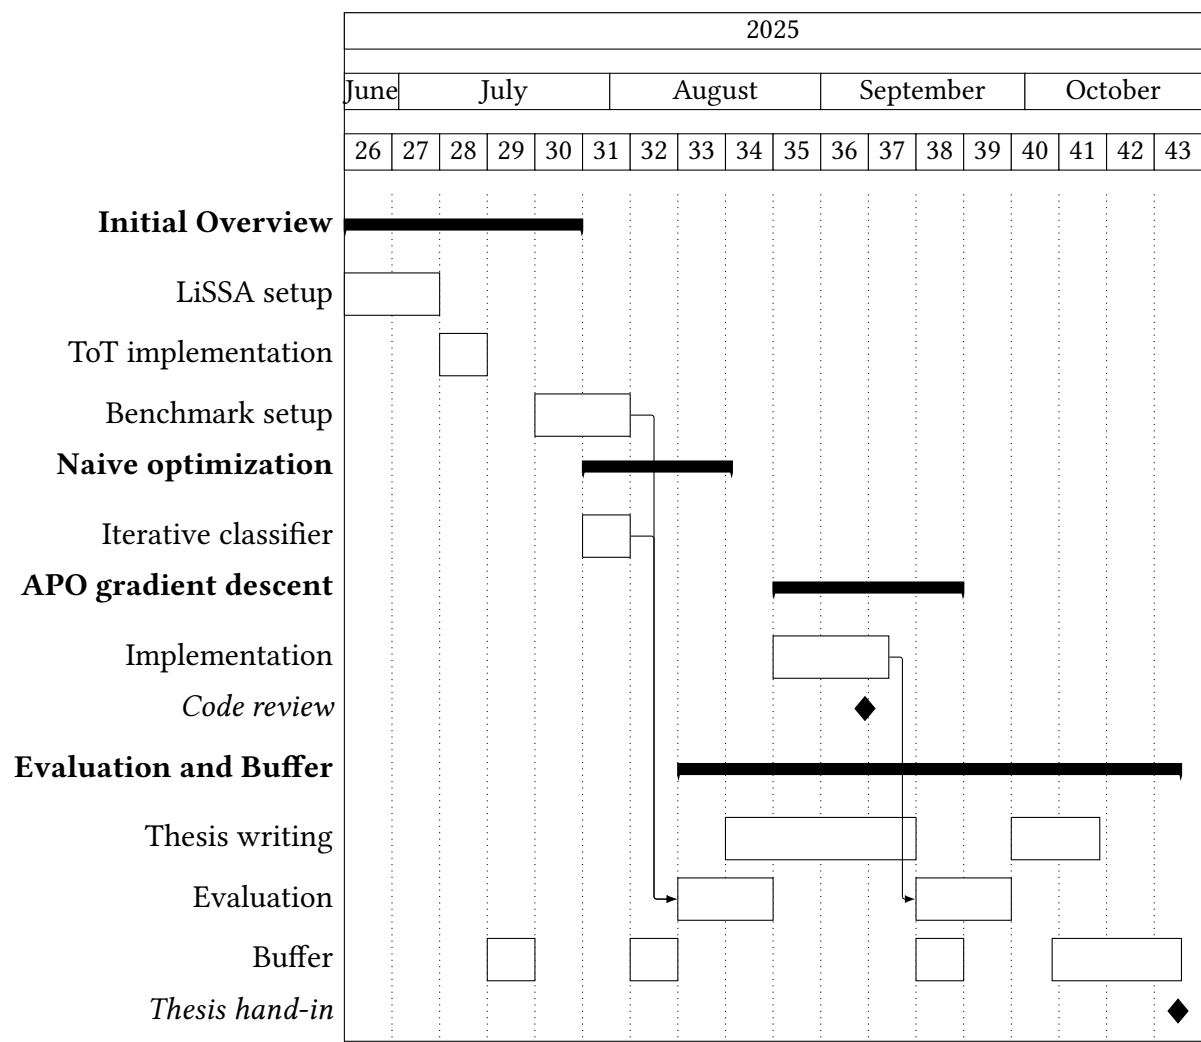 2025
June July August September October
26 27 28 29 30 31 32 33 34 35 36 37 38 39 40 41 42 43
Initial Overview
LiSSA setup
ToT implementation
Benchmark setup
Naive optimization
Iterative classifier
APO gradient descent
Implementation
Code review
Evaluation and Buffer
Thesis writing
Evaluation
Buffer
Thesis hand-in